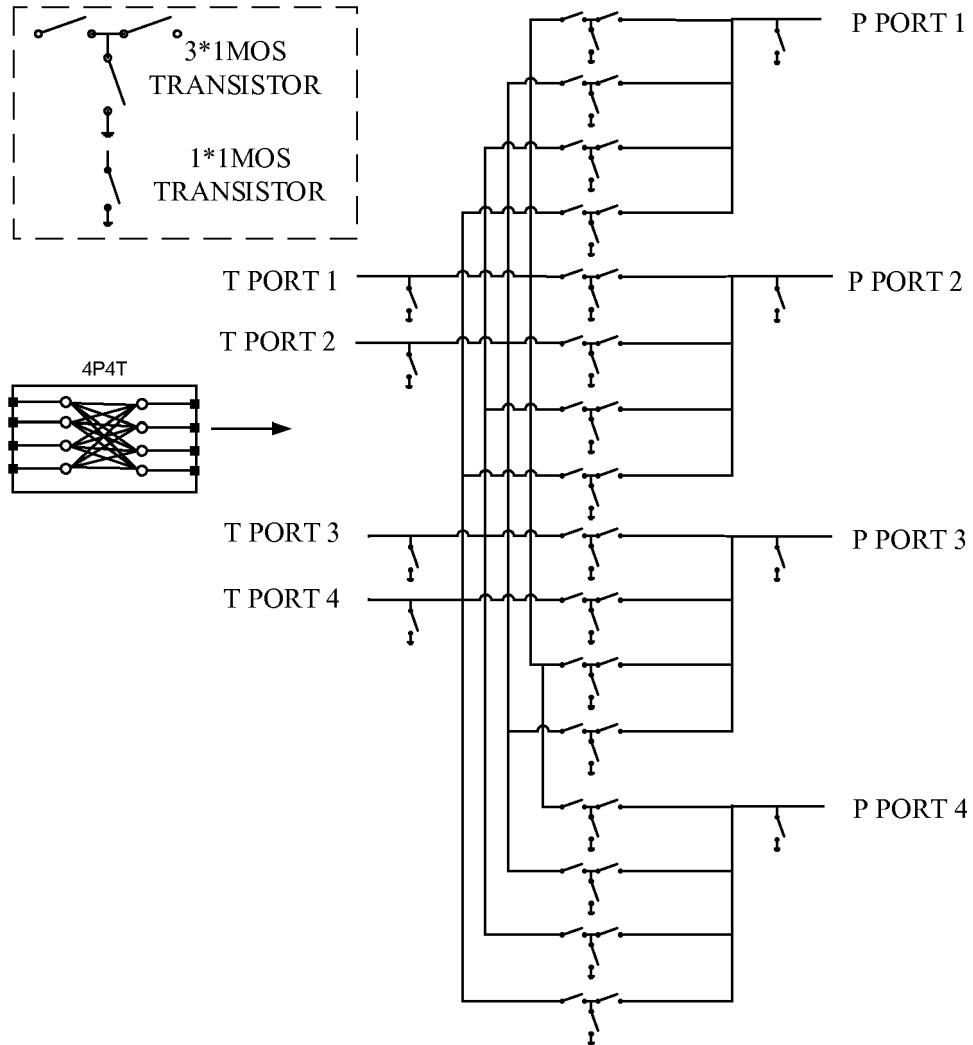 3*1MOS
TRANSISTOR
1*1MOS
TRANSISTOR
P PORT 1
T PORT 1
P PORT 2
T PORT 2
4P4T
T PORT 3
P PORT 3
T PORT 4
P PORT 4